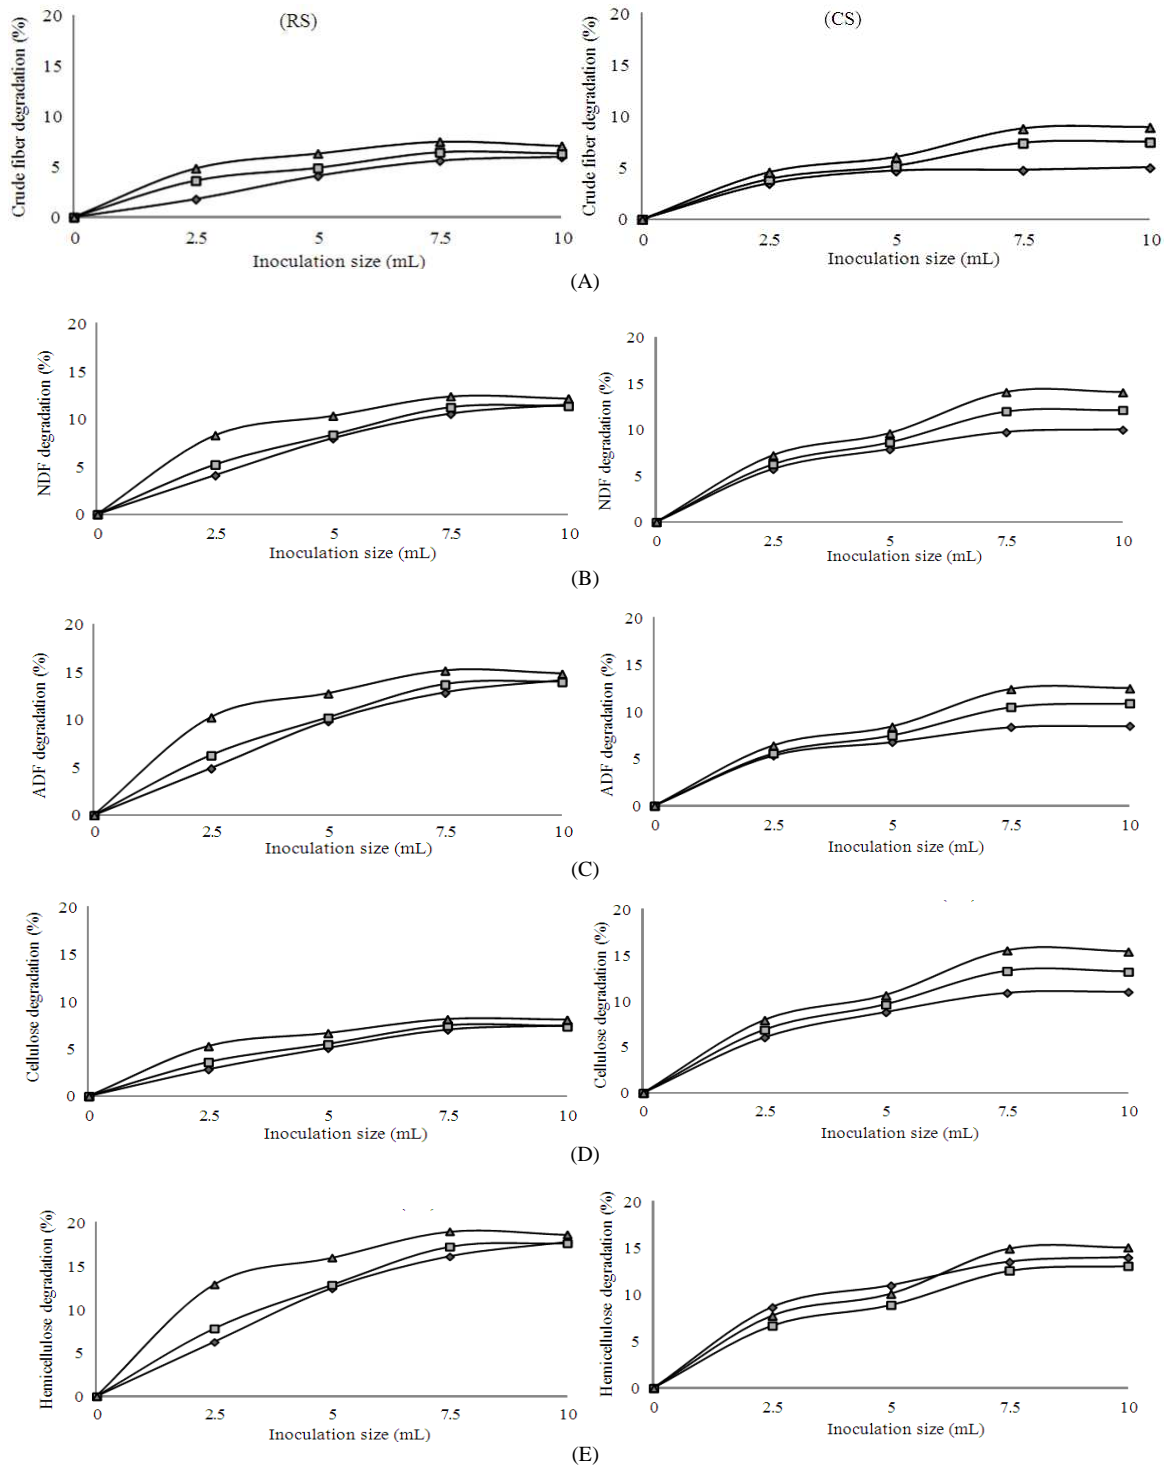 (RS)
Crude fiber degradation (%)
20
15
10
5
0
0 2.5 5 7.5 10
Inoculation size (mL)
(CS)
Crude fiber degradation (%)
20
15
10
5
0
0 2.5 5 7.5 10
Inoculation size (mL)
(A)
NDF degradation (%)
20
15
10
5
0
0 2.5 5 7.5 10
Inoculation size (mL)
NDF degradation (%)
20
15
10
5
0
0 2.5 5 7.5 10
Inoculation size (mL)
(B)
ADF degradation (%)
20
15
10
5
0
0 2.5 5 7.5 10
Inoculation size (mL)
ADF degradation (%)
20
15
10
5
0
0 2.5 5 7.5 10
Inoculation size (mL)
(C)
Cellulose degradation (%)
20
15
10
5
0
0 2.5 5 7.5 10
Inoculation size (mL)
Cellulose degradation (%)
20
15
10
5
0
0 2.5 5 7.5 10
Inoculation size (mL)
(D)
Hemicellulose degradation (%)
20
15
10
5
0
0 2.5 5 7.5 10
Inoculation size (mL)
Hemicellulose degradation (%)
20
15
10
5
0
0 2.5 5 7.5 10
Inoculation size (mL)
(E)